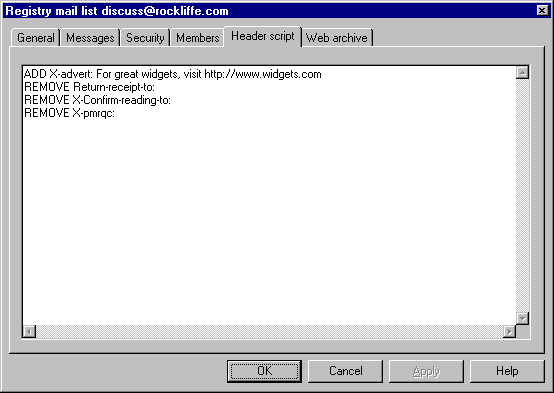 Registry mail list discuss@rockliffe.com
General Messages Security Members Header script Web archive
ADD X-advert: For great widgets, visit http://www.widgets.com
REMOVE Return-receipt-to:
REMOVE X-Confirm-reading-to:
REMOVE X-pmrqc:
OK Cancel Apply Help